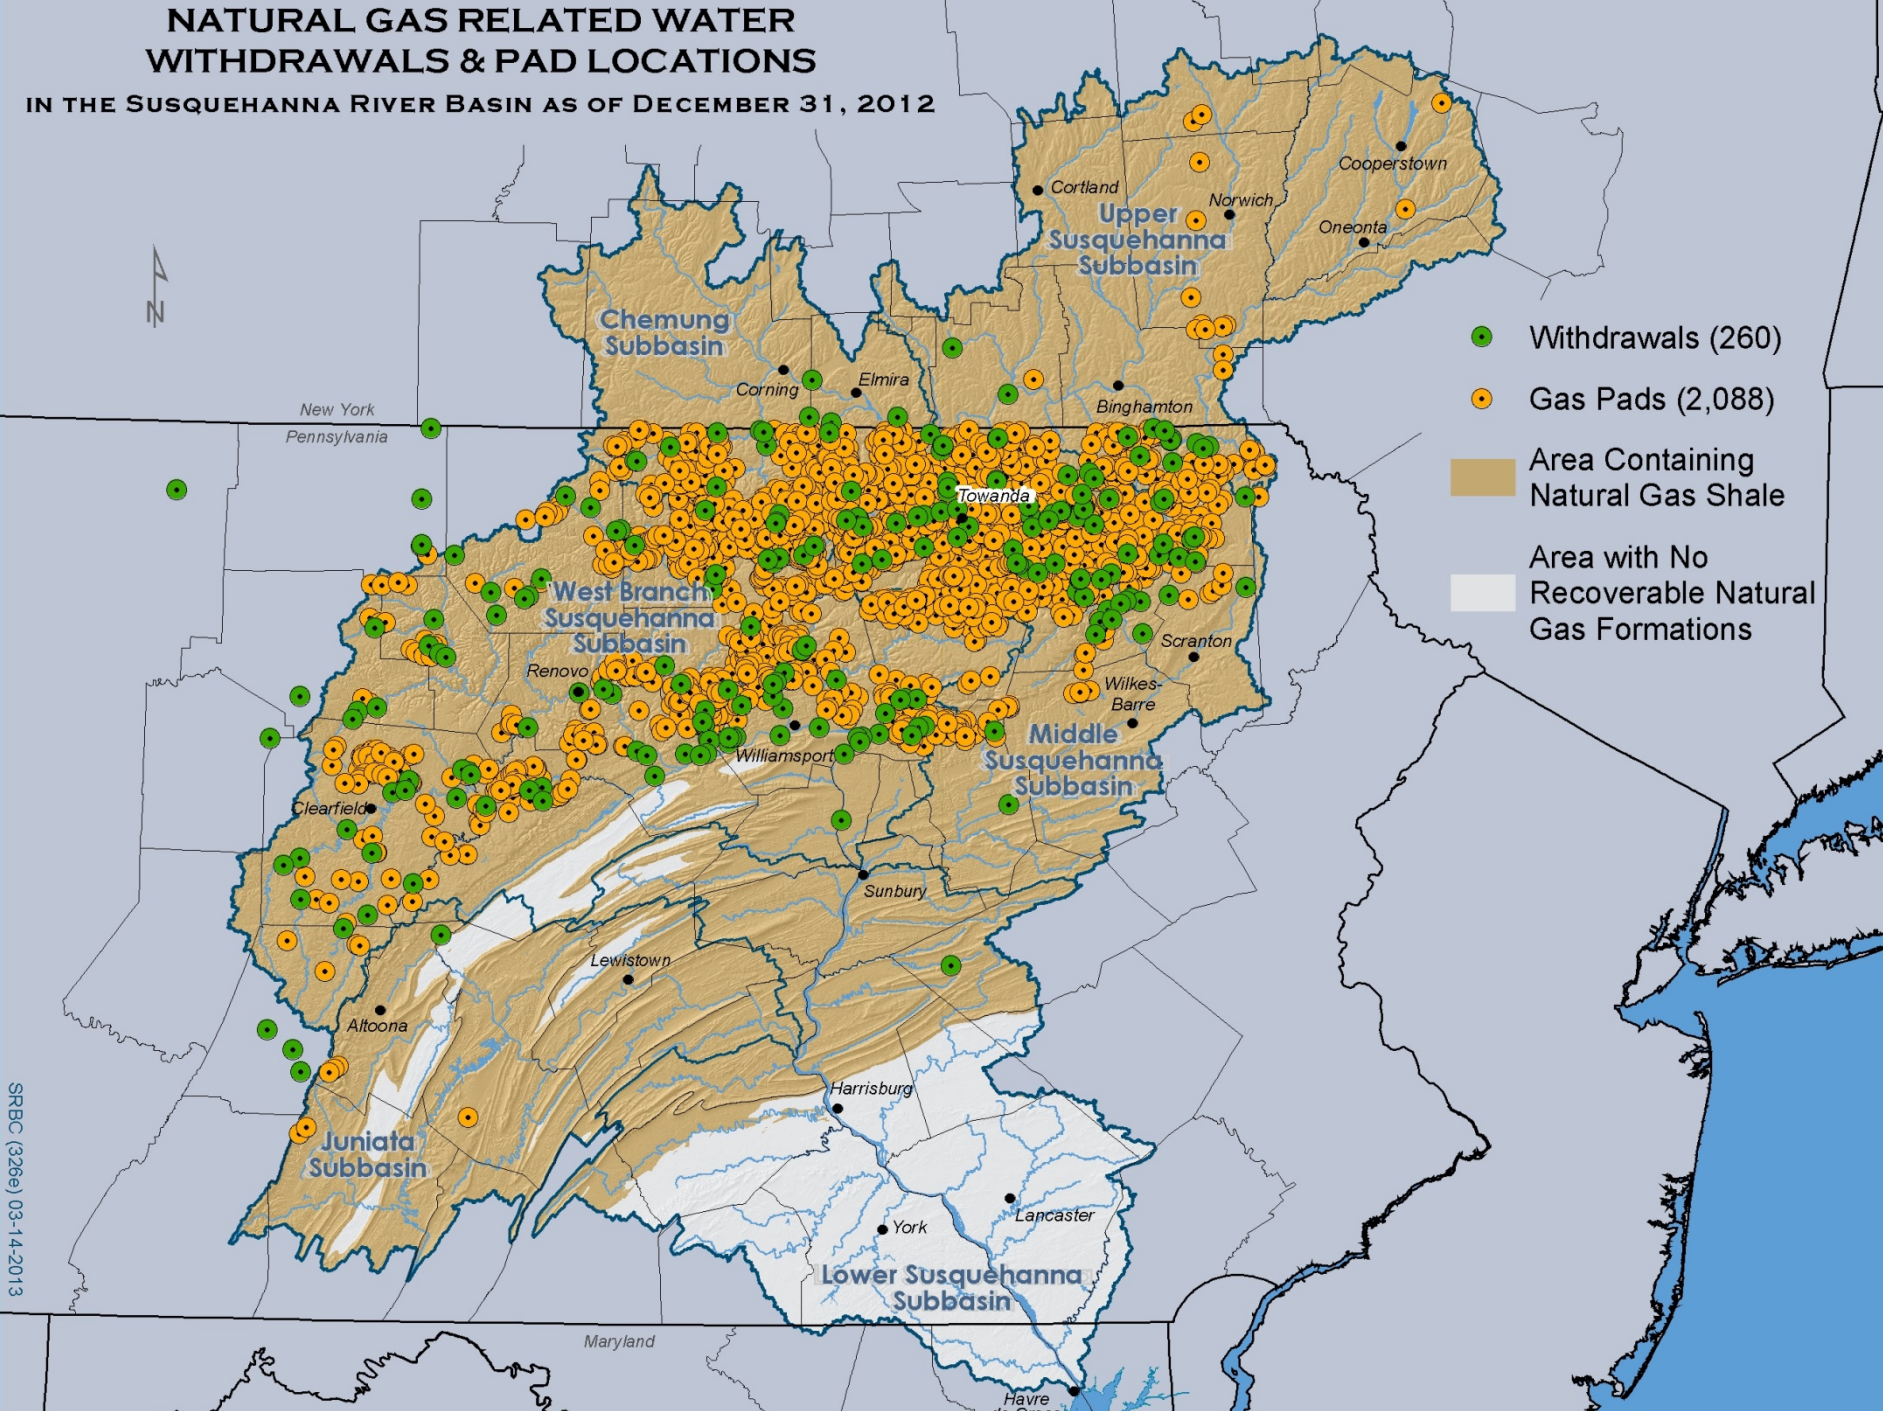 NATURAL GAS RELATED WATER
WITHDRAWALS & PAD LOCATIONS
IN THE SUSQUEHANNA RIVER BASIN AS OF DECEMBER 31, 2012
Cooperstown
Cortland
Norwich
Upper
Susquehanna
Subbasin
Oneonta
N
Chemung
Subbasin
Withdrawals (260)
Corning
Elmira
Binghamton
Gas Pads (2,088)
New York
Pennsylvania
Area Containing
Natural Gas Shale
Towanda
Area with No
Recoverable Natural
Gas Formations
West Branch
Susquehanna
Subbasin
Scranton
Renovo
Wilkes-
Barre
Middle
Susquehanna
Subbasin
Williamsport
Clearfield
Sunbury
Lewistown
Altoona
Harrisburg
Juniata
Subbasin
Lancaster
York
Lower Susquehanna
Subbasin
Maryland
Havre
SRBC (326e) 03-14-2013